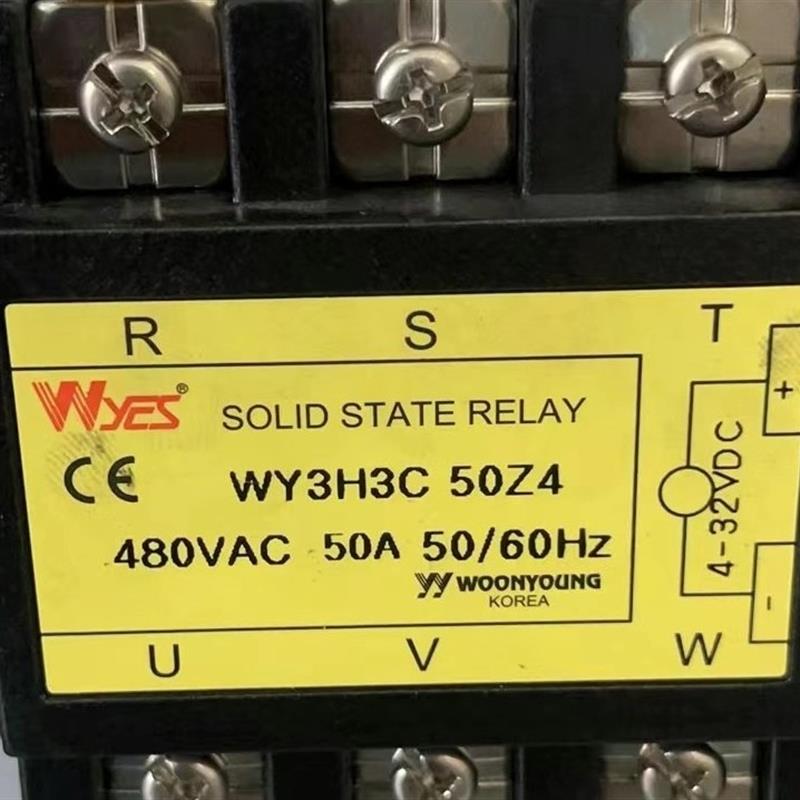 R S T
WYES®
SOLID STATE RELAY
+
CE
WY3H3C 50Z4
4-32VDC
480VAC 50A 50/60Hz
WOONYOUNG
KOREA
-
U V W